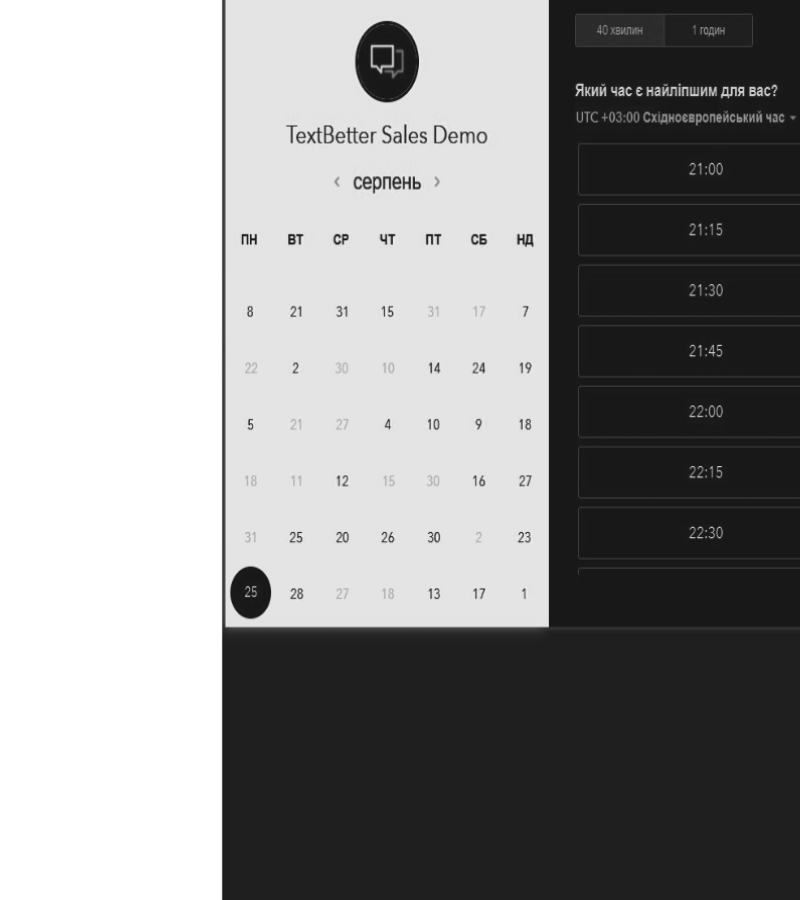 TextBetter Sales Demo
‹ серпень ›
ПН ВТ СР ЧТ ПТ СБ НД
8 21 31 15 31 17 7
22 2 30 10 14 24 19
5 21 27 4 10 9 18
18 11 12 15 30 16 27
31 25 20 26 30 2 23
25 28 27 18 13 17 1
40 хвилин 1 годин
Який час є найліпшим для вас?
UTC +03:00 Східноєвропейський час
21:00
21:15
21:30
21:45
22:00
22:15
22:30